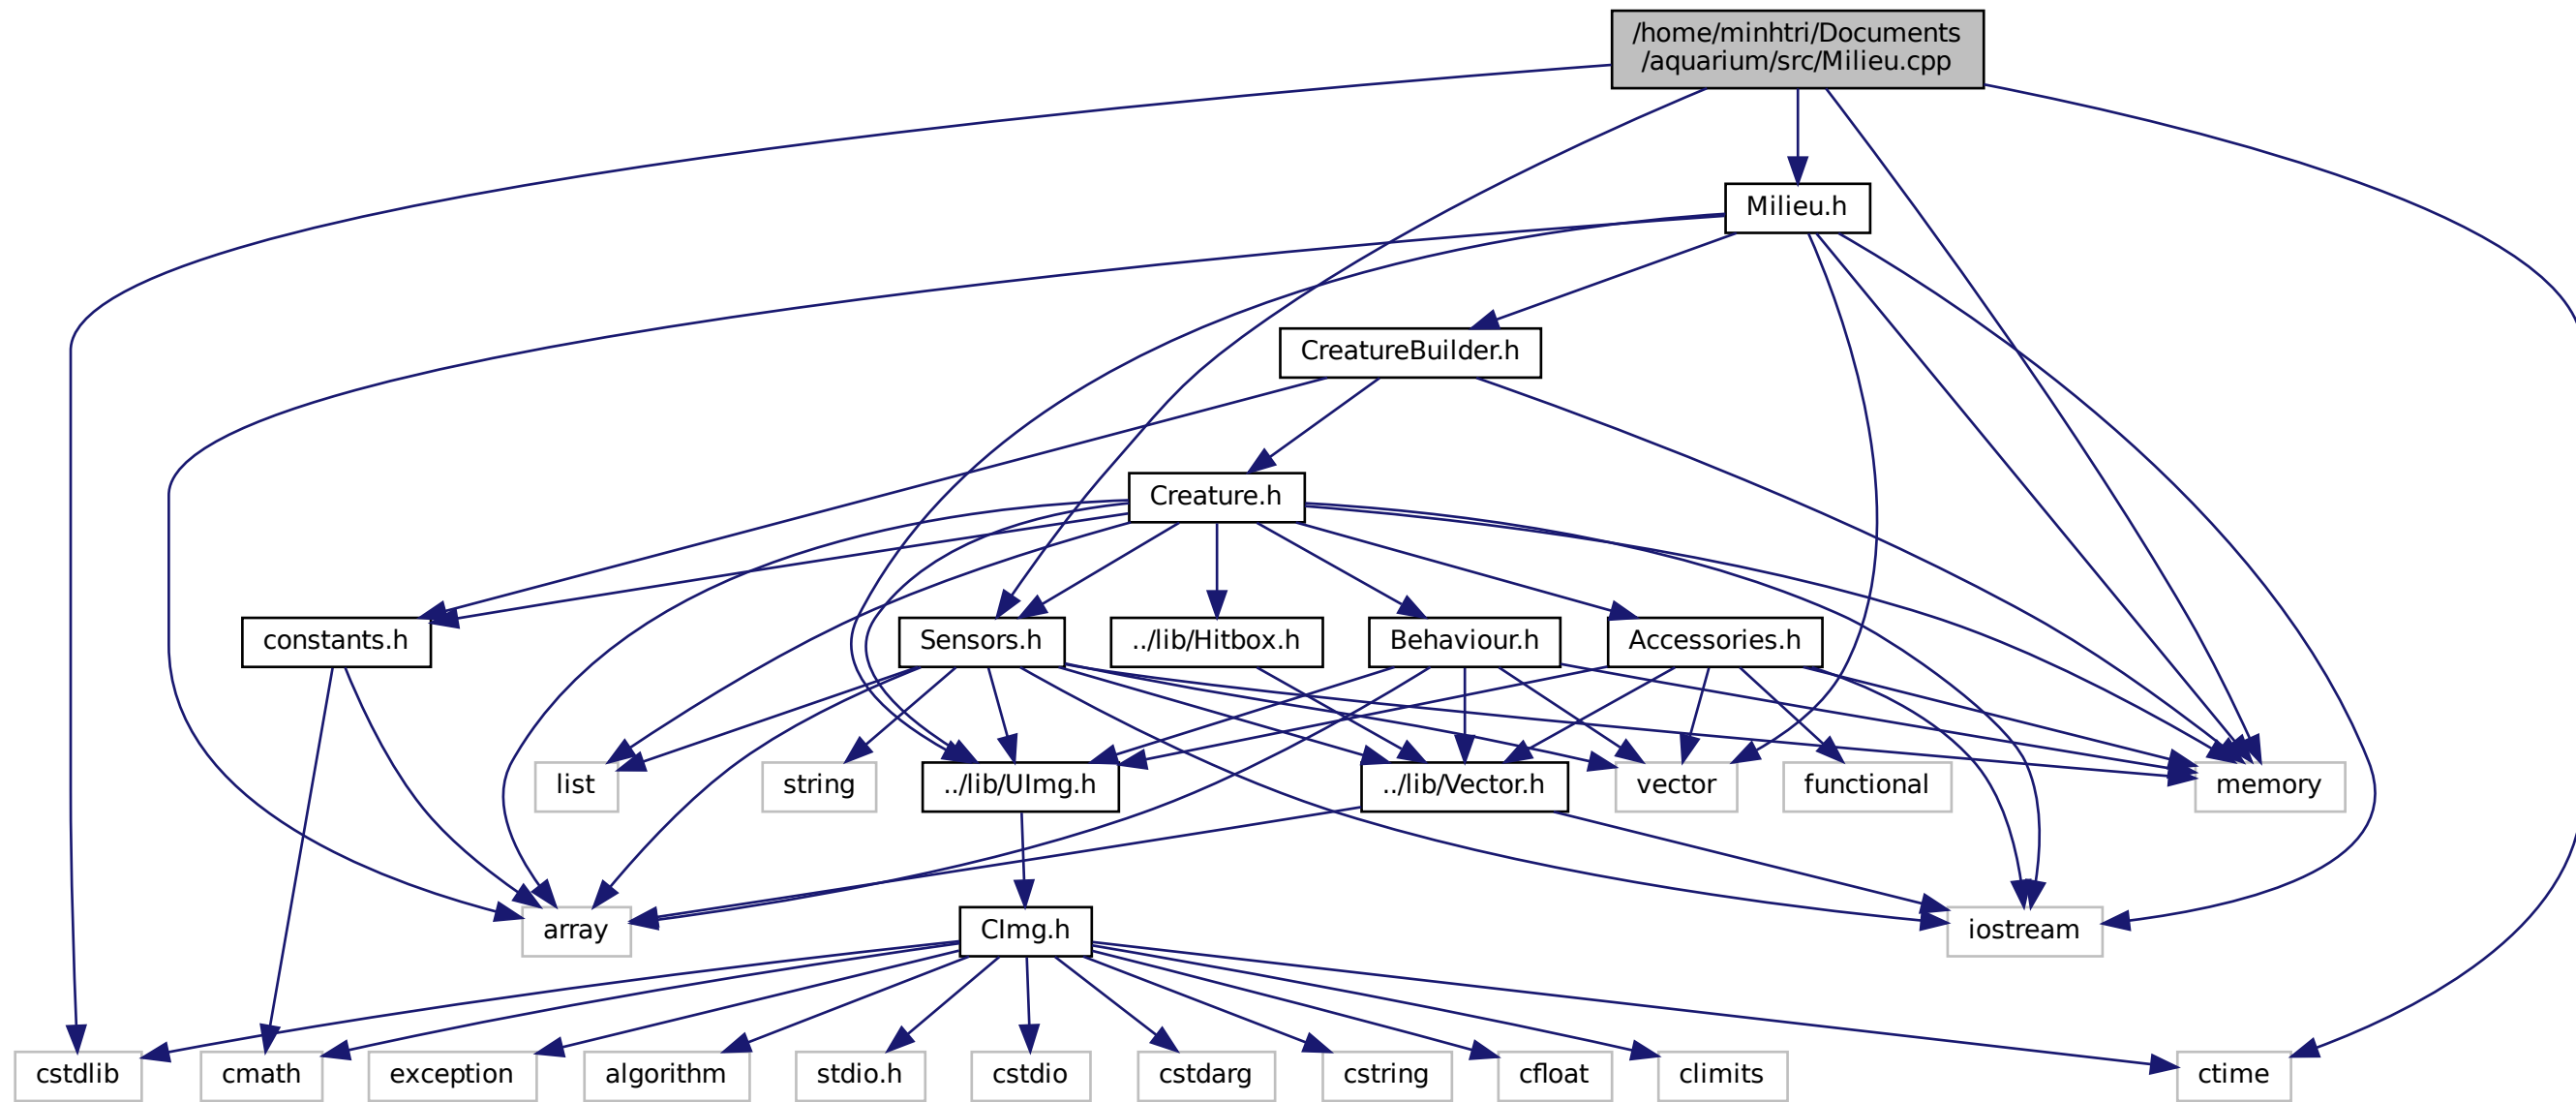 /home/minhtri/Documents
/aquarium/src/Milieu.cpp
Milieu.h
CreatureBuilder.h
Creature.h
constants.h
Sensors.h
../lib/Hitbox.h
Behaviour.h
Accessories.h
list
string
../lib/UImg.h
../lib/Vector.h
vector
functional
memory
array
CImg.h
iostream
cstdlib
cmath
exception
algorithm
stdio.h
cstdio
cstdarg
cstring
cfloat
climits
ctime